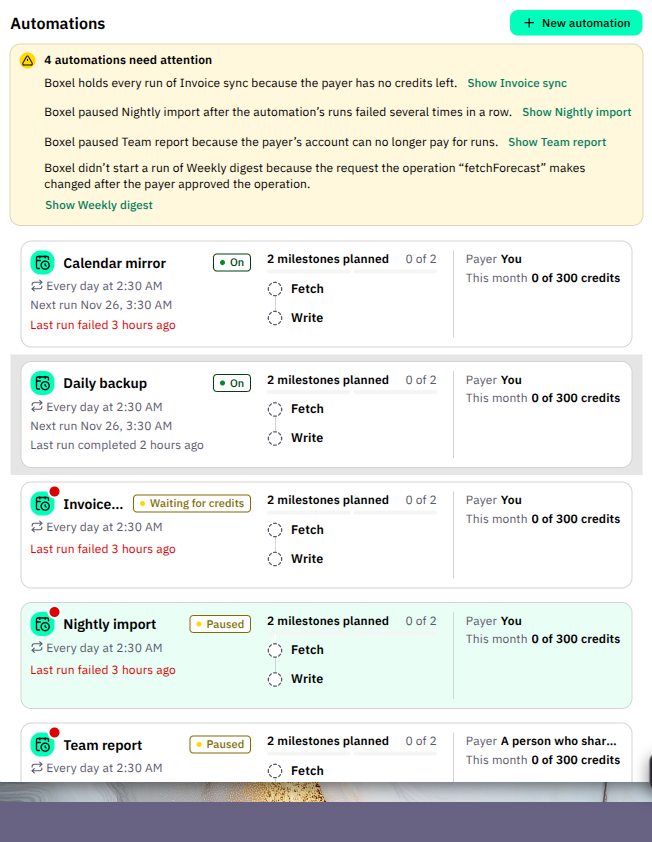 Automations
+ New automation
4 automations need attention
Boxel holds every run of Invoice sync because the payer has no credits left. Show Invoice sync
Boxel paused Nightly import after the automation’s runs failed several times in a row. Show Nightly import
Boxel paused Team report because the payer’s account can no longer pay for runs. Show Team report
Boxel didn’t start a run of Weekly digest because the request the operation “fetchForecast” makes
changed after the payer approved the operation.
Show Weekly digest
Calendar mirror
On
Every day at 2:30 AM
Next run Nov 26, 3:30 AM
Last run failed 3 hours ago
2 milestones planned 0 of 2
Fetch
Write
Payer You
This month 0 of 300 credits
Daily backup
On
Every day at 2:30 AM
Next run Nov 26, 3:30 AM
Last run completed 2 hours ago
2 milestones planned 0 of 2
Fetch
Write
Payer You
This month 0 of 300 credits
Invoice...
Waiting for credits
Every day at 2:30 AM
Last run failed 3 hours ago
2 milestones planned 0 of 2
Fetch
Write
Payer You
This month 0 of 300 credits
Nightly import
Paused
Every day at 2:30 AM
Last run failed 3 hours ago
2 milestones planned 0 of 2
Fetch
Write
Payer You
This month 0 of 300 credits
Team report
Paused
Every day at 2:30 AM
2 milestones planned 0 of 2
Fetch
Payer A person who shar...
This month 0 of 300 credits